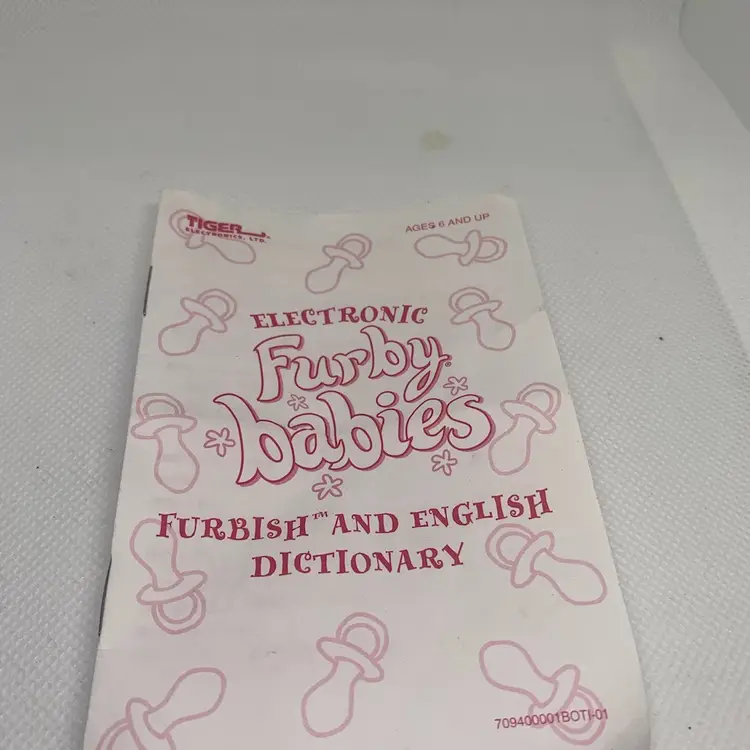 TIGER
ELECTRONICS, LTD.
AGES 6 AND UP
ELECTRONIC
Furby®
babies
FURBISH™ AND ENGLISH
DICTIONARY
709400001BOTI-01